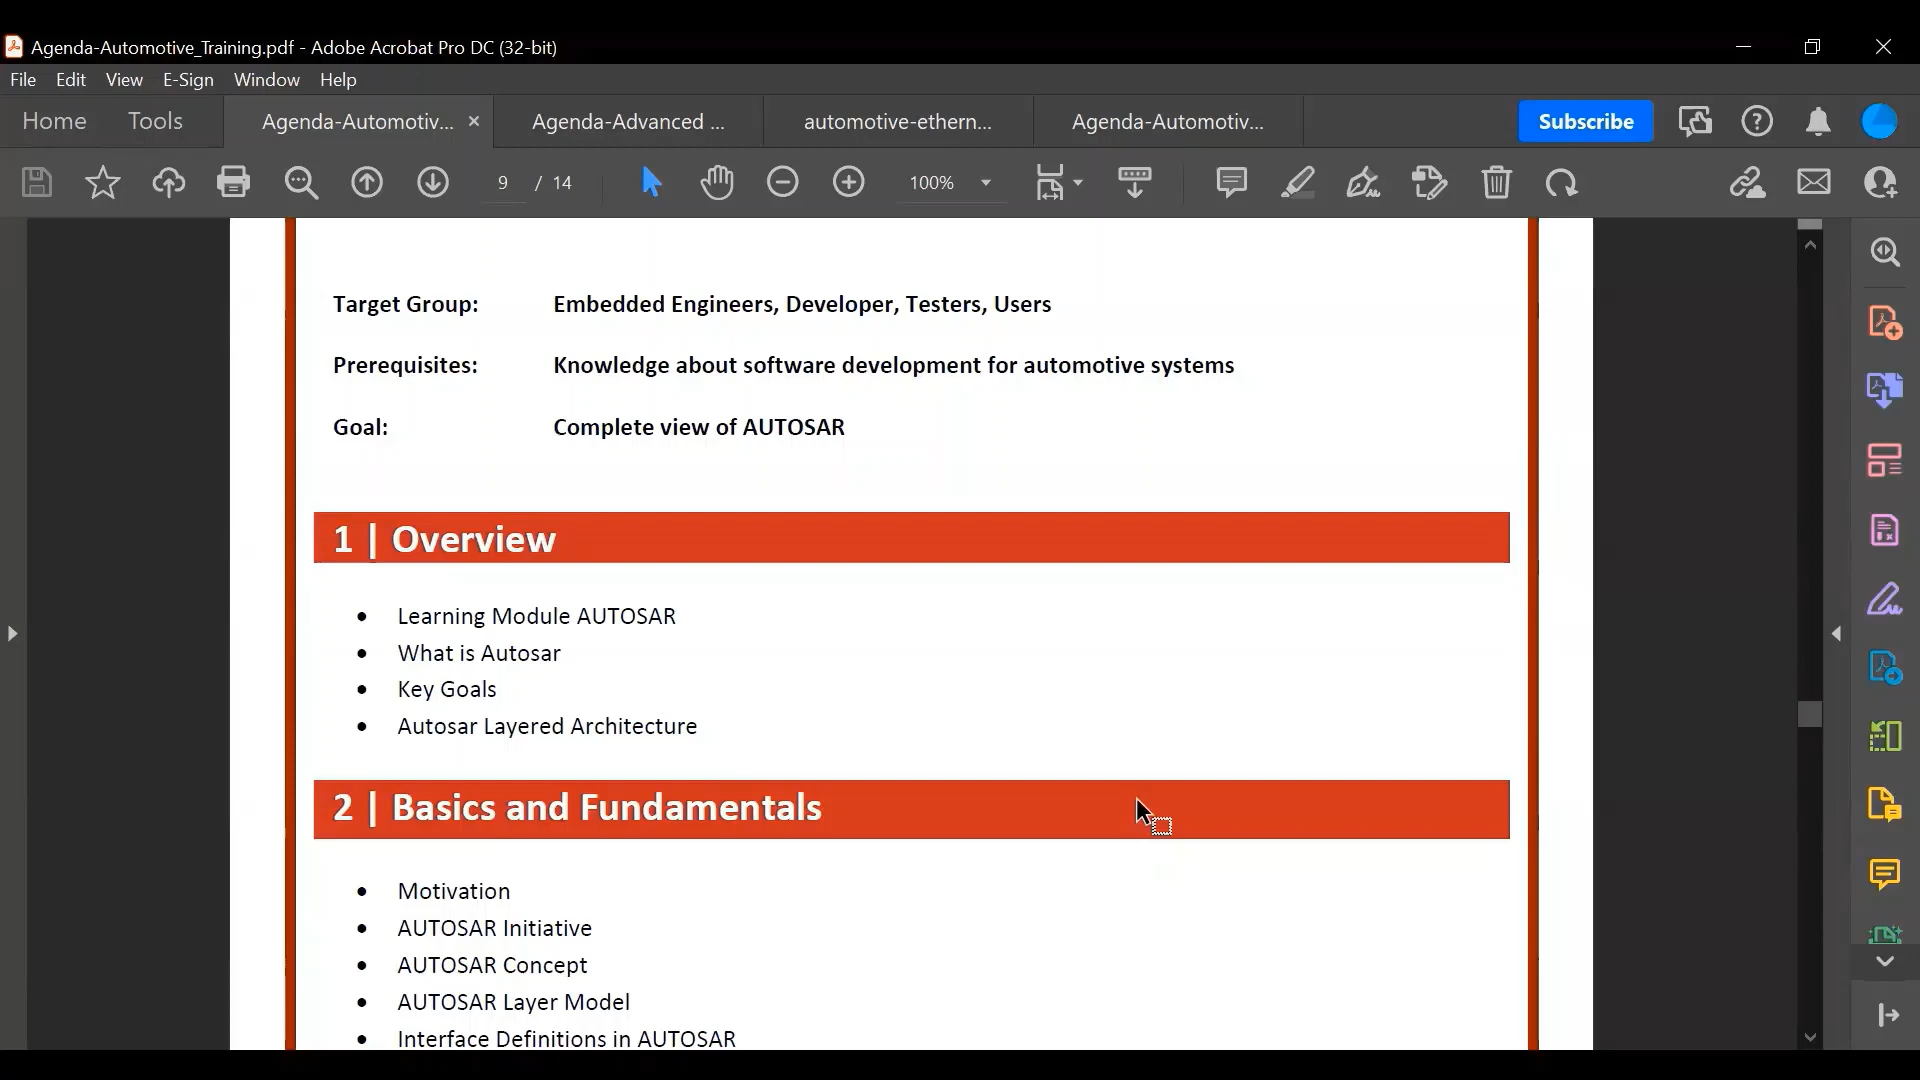 Agenda-Automotive_Training.pdf - Adobe Acrobat Pro DC (32-bit)
File Edit View E-Sign Window Help
Home Tools Agenda-Automotiv... Agenda-Advanced ... automotive-ethern... Agenda-Automotiv... Subscribe
9 / 14 100%
Target Group: Embedded Engineers, Developer, Testers, Users
Prerequisites: Knowledge about software development for automotive systems
Goal: Complete view of AUTOSAR
1 | Overview
• Learning Module AUTOSAR
• What is Autosar
• Key Goals
• Autosar Layered Architecture
2 | Basics and Fundamentals
• Motivation
• AUTOSAR Initiative
• AUTOSAR Concept
• AUTOSAR Layer Model
• Interface Definitions in AUTOSAR